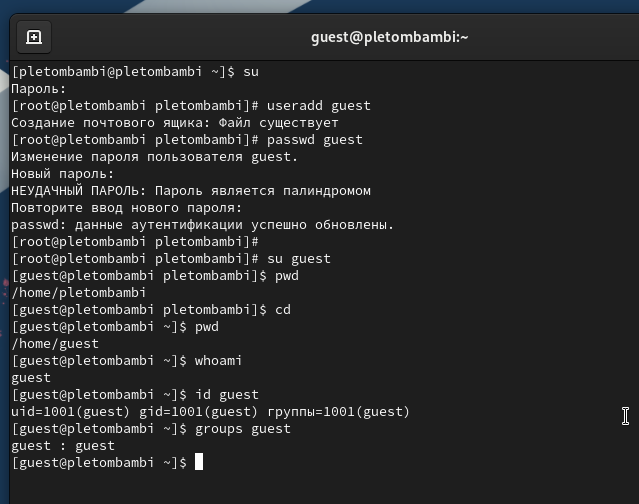 guest@pletombambi:~
[pletombambi@pletombambi ~]$ su
Пароль:
[root@pletombambi pletombambi]# useradd guest
Создание почтового ящика: Файл существует
[root@pletombambi pletombambi]# passwd guest
Изменение пароля пользователя guest.
Новый пароль:
НЕУДАЧНЫЙ ПАРОЛЬ: Пароль является палиндромом
Повторите ввод нового пароля:
passwd: данные аутентификации успешно обновлены.
[root@pletombambi pletombambi]#
[root@pletombambi pletombambi]# su guest
[guest@pletombambi pletombambi]$ pwd
/home/pletombambi
[guest@pletombambi pletombambi]$ cd
[guest@pletombambi ~]$ pwd
/home/guest
[guest@pletombambi ~]$ whoami
guest
[guest@pletombambi ~]$ id guest
uid=1001(guest) gid=1001(guest) группы=1001(guest)
[guest@pletombambi ~]$ groups guest
guest : guest
[guest@pletombambi ~]$